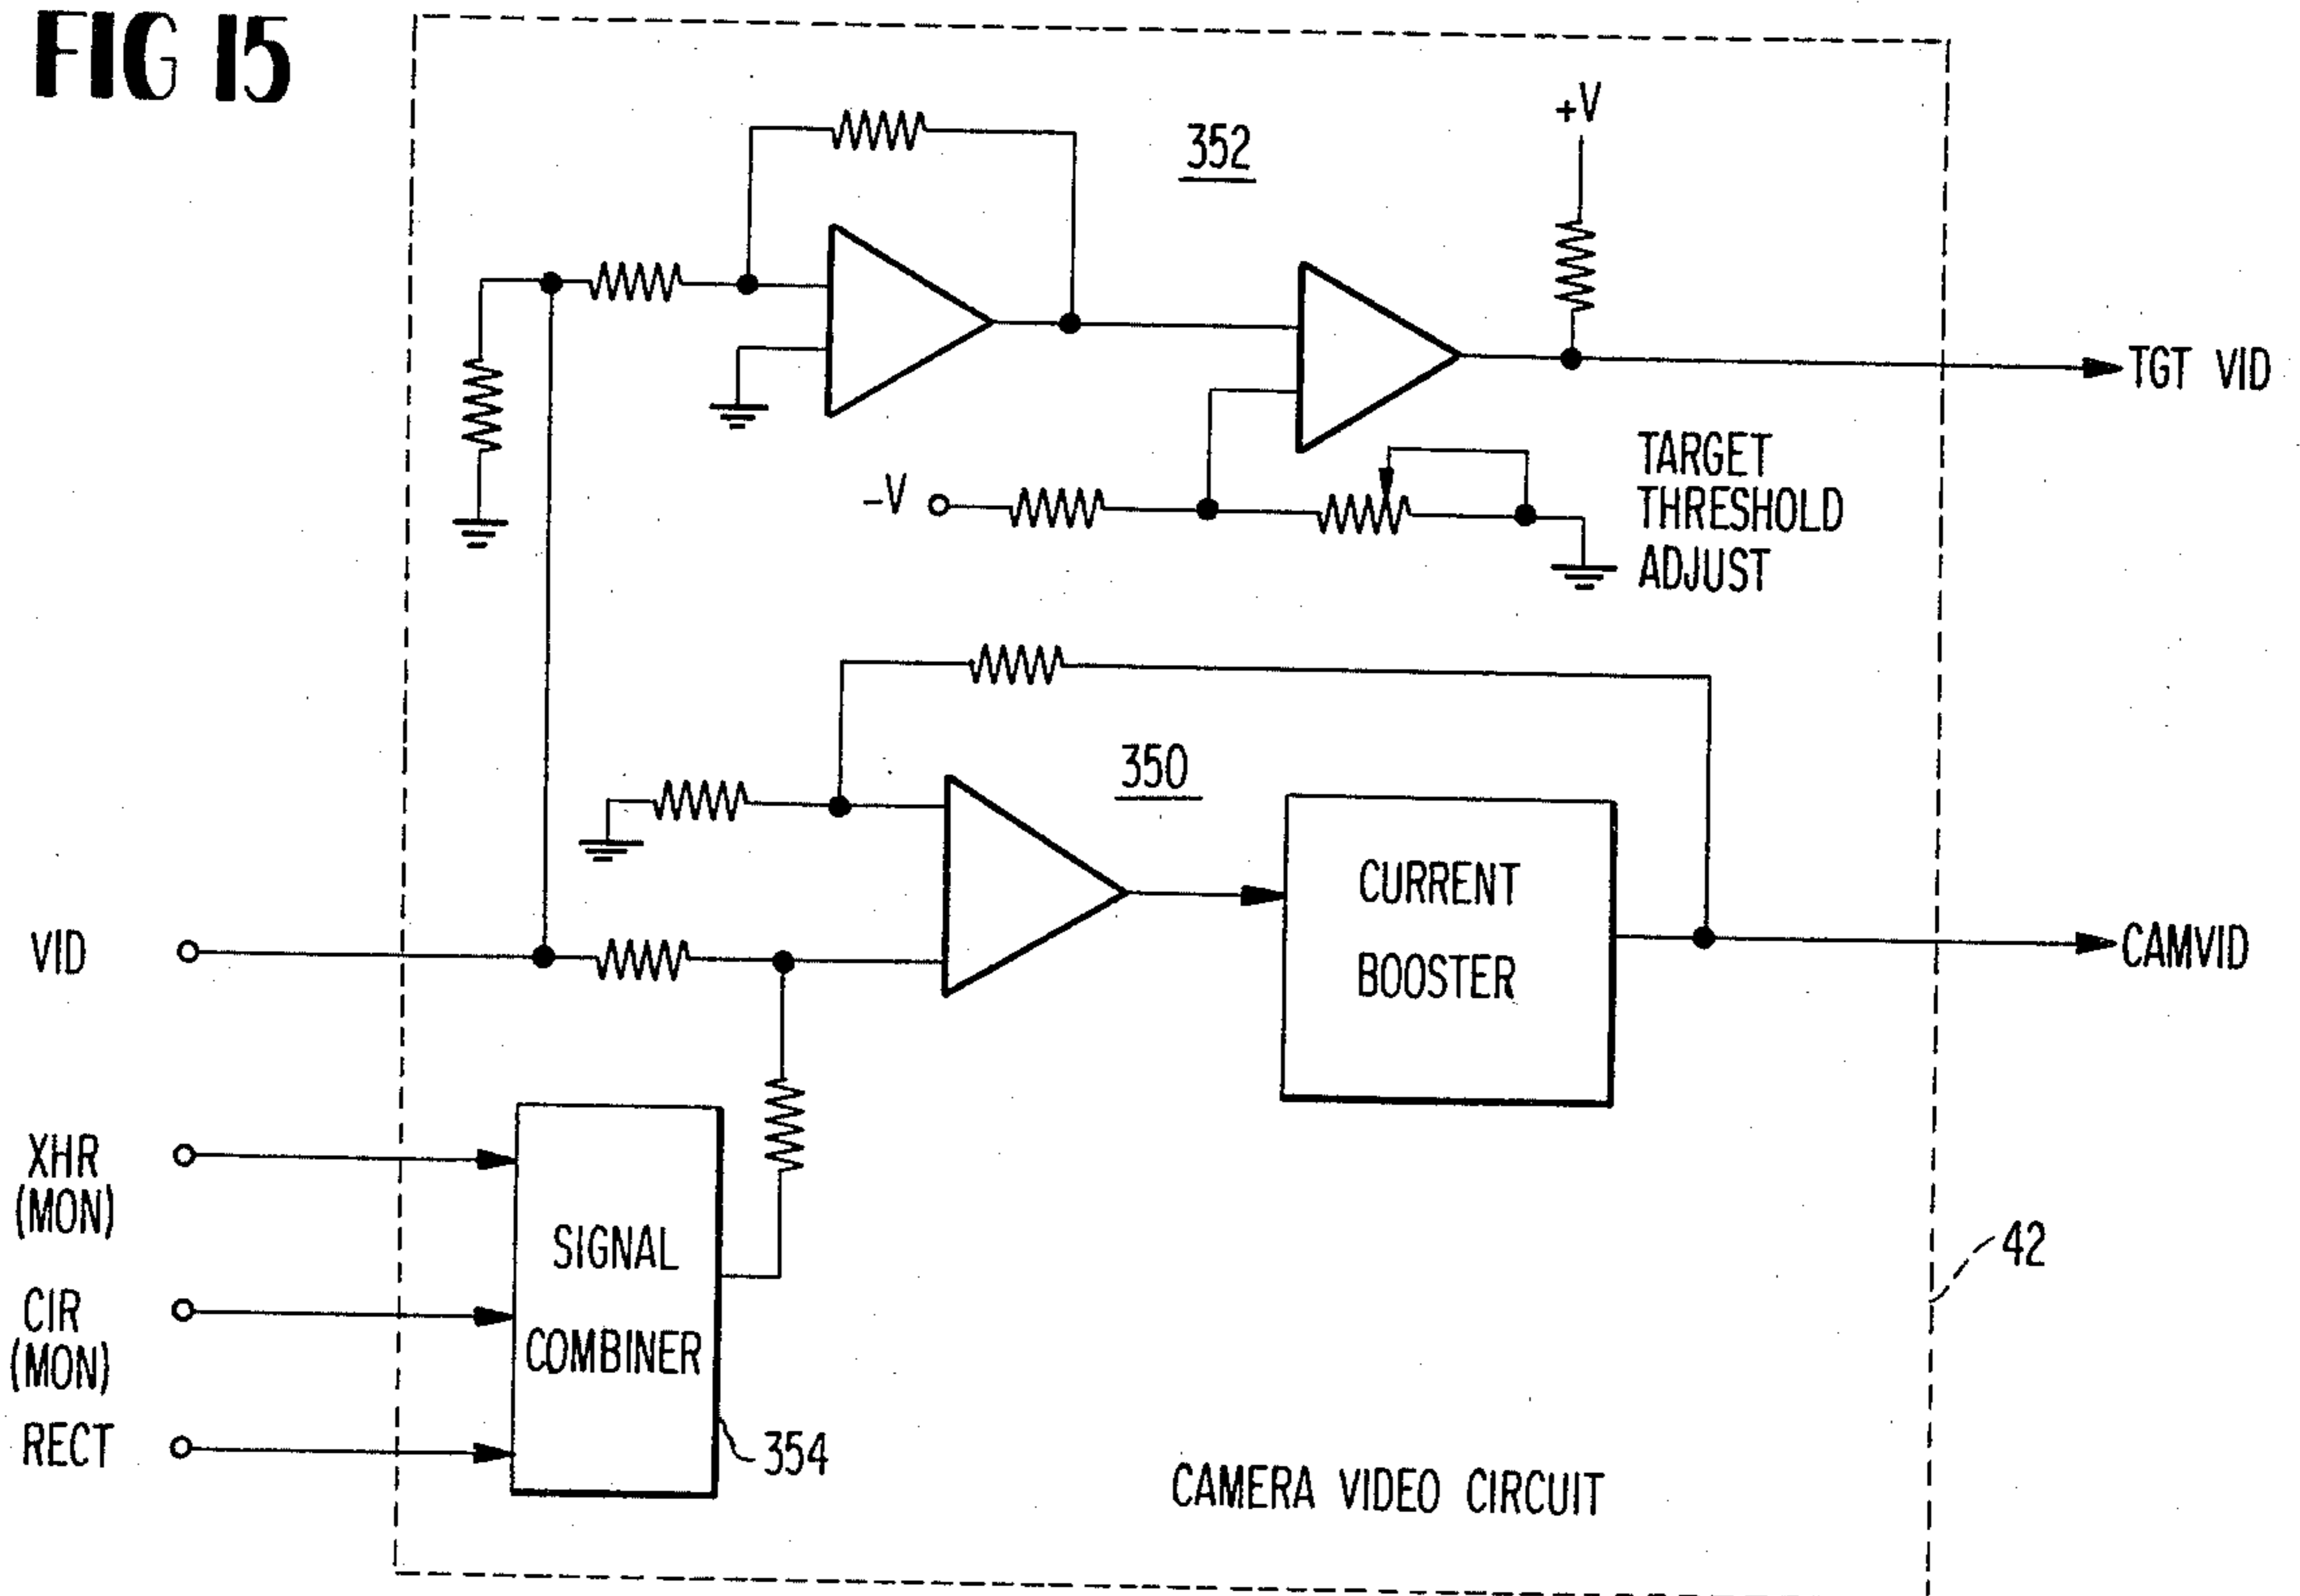 FIG 15
352
+V
TGT VID
-V
TARGET
THRESHOLD
ADJUST
350
CURRENT
BOOSTER
VID
CAMVID
XHR
(MON)
SIGNAL
COMBINER
42
CIR
(MON)
RECT
354
CAMERA VIDEO CIRCUIT